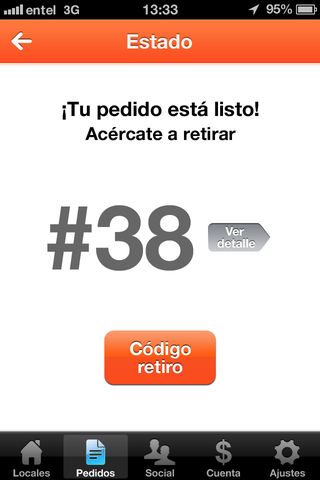 entel 3G 13:33 95%
Estado
¡Tu pedido está listo!
Acércate a retirar
#38
Ver
detalle
Código
retiro
Locales Pedidos Social Cuenta Ajustes